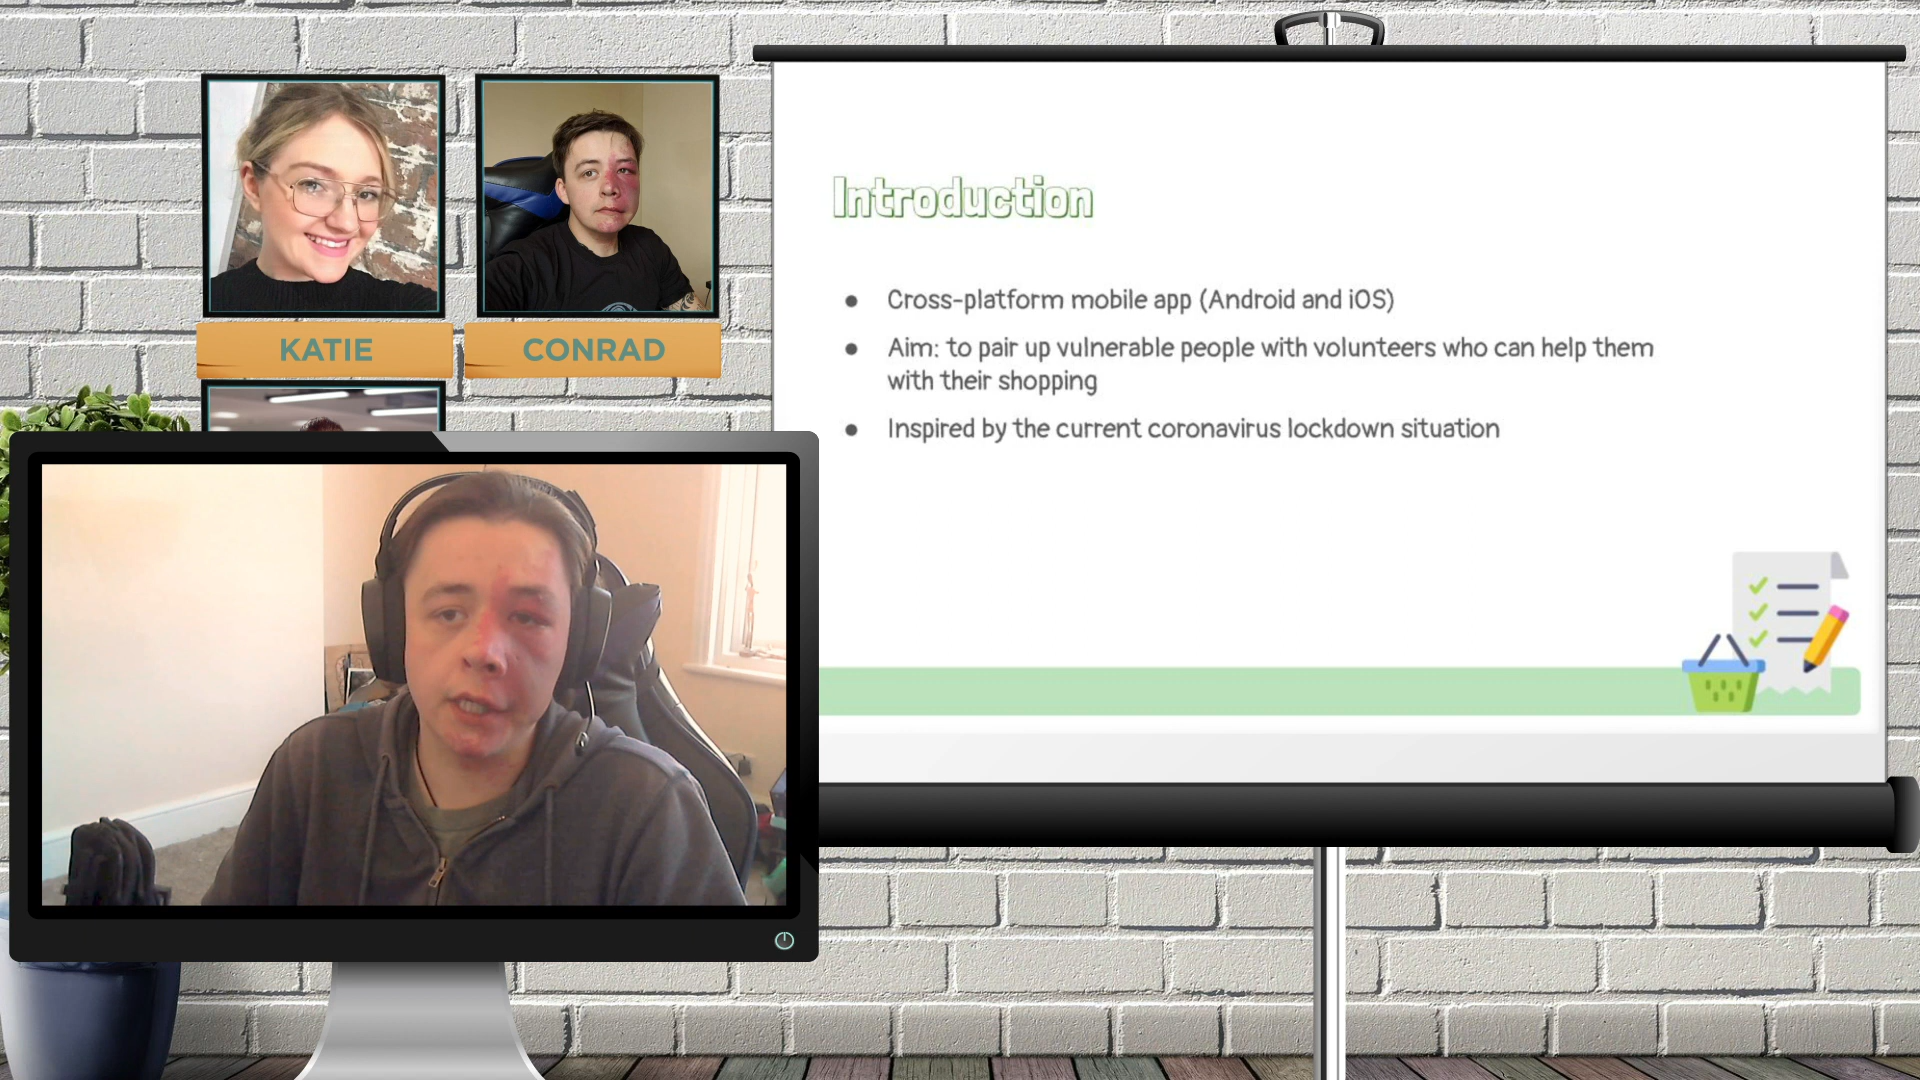 KATIE
CONRAD
Introduction
Cross-platform mobile app (Android and iOS)
Aim: to pair up vulnerable people with volunteers who can help them
with their shopping
Inspired by the current coronavirus lockdown situation